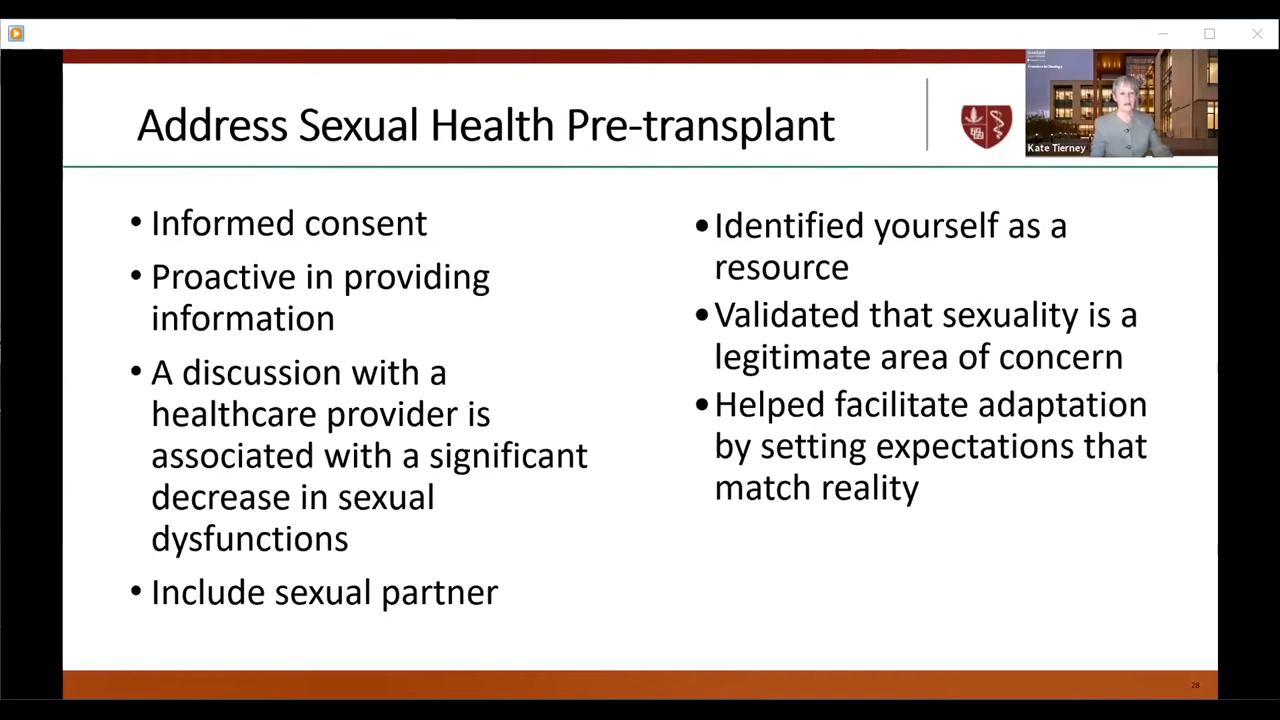 Address Sexual Health Pre-transplant
Kate Tierney
• Informed consent
• Proactive in providing
information
• A discussion with a
healthcare provider is
associated with a significant
decrease in sexual
dysfunctions
• Include sexual partner
•Identified yourself as a
resource
•Validated that sexuality is a
legitimate area of concern
•Helped facilitate adaptation
by setting expectations that
match reality
28